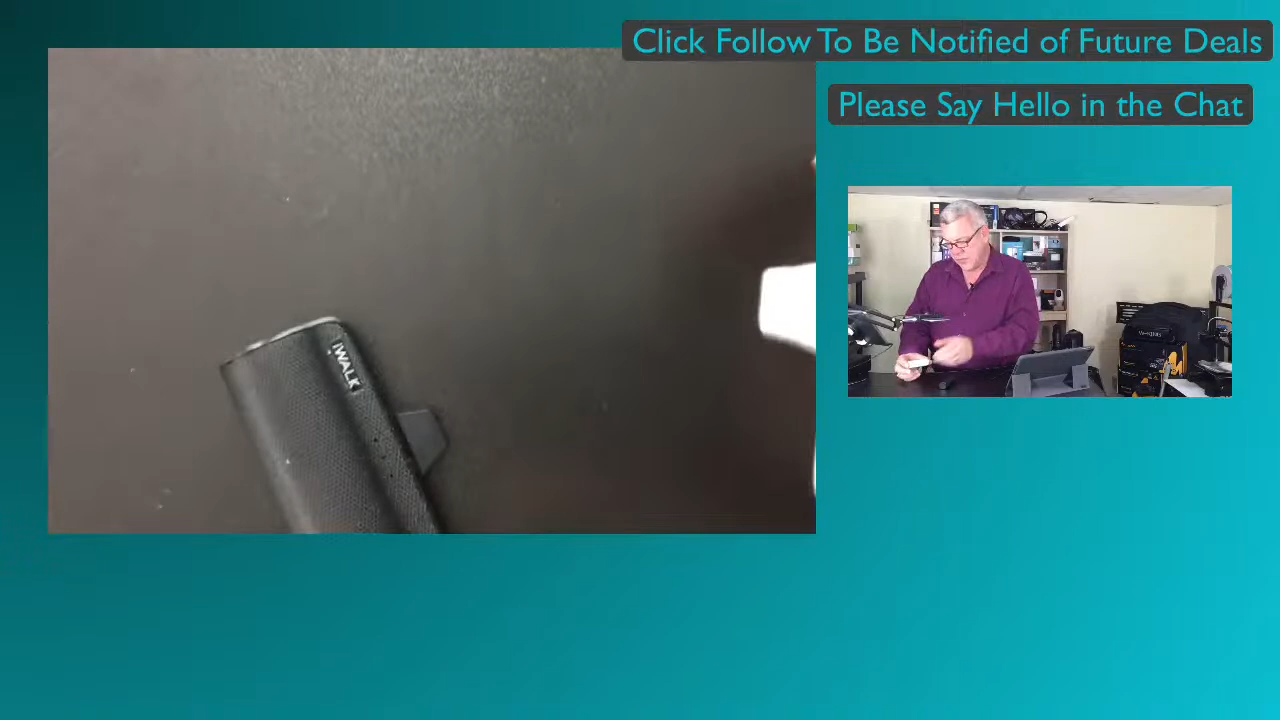 Click Follow To Be Notified of Future Deals
Please Say Hello in the Chat
iWALK